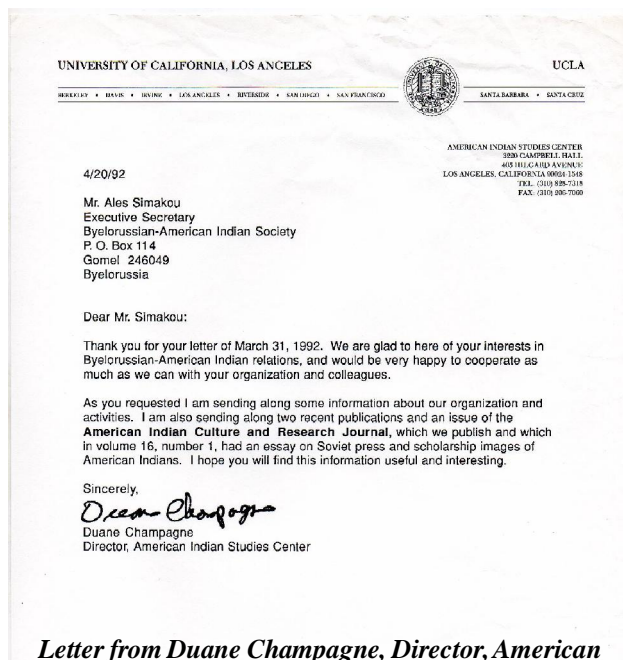 UNIVERSITY OF CALIFORNIA, LOS ANGELES
UCLA
BERKELEY • DAVIS • IRVINE • LOS ANGELES • RIVERSIDE • SAN DIEGO • SAN FRANCISCO
SANTA BARBARA • SANTA CRUZ
AMERICAN INDIAN STUDIES CENTER
3220 CAMPBELL HALL
405 HILGARD AVENUE
LOS ANGELES, CALIFORNIA 90024-1548
TEL: (310) 825-7315
FAX: (310) 206-7060
4/20/92
Mr. Ales Simakou
Executive Secretary
Byelorussian-American Indian Society
P. O. Box 114
Gomel 246049
Byelorussia
Dear Mr. Simakou:
Thank you for your letter of March 31, 1992. We are glad to here of your interests in
Byelorussian-American Indian relations, and would be very happy to cooperate as
much as we can with your organization and colleagues.
As you requested I am sending along some information about our organization and
activities. I am also sending along two recent publications and an issue of the
American Indian Culture and Research Journal, which we publish and which
in volume 16, number 1, had an essay on Soviet press and scholarship images of
American Indians. I hope you will find this information useful and interesting.
Sincerely,
Duane Champagne
Duane Champagne
Director, American Indian Studies Center
Letter from Duane Champagne, Director, American